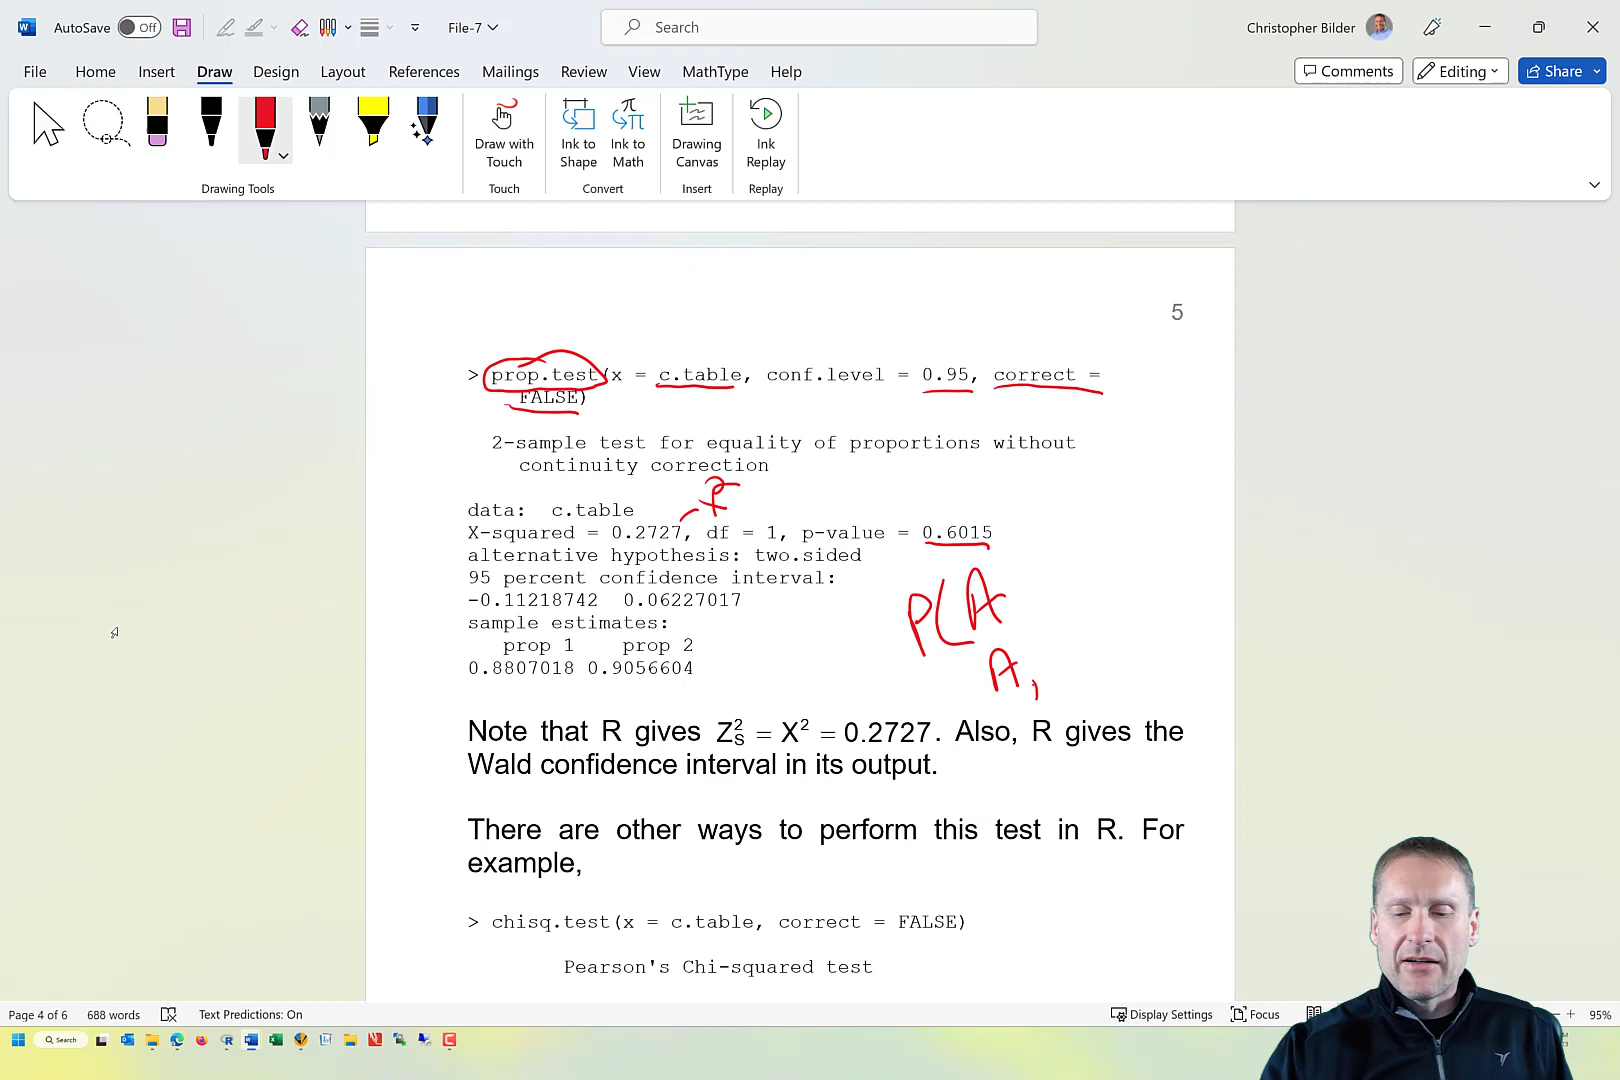 AutoSave Off File-7 Search Christopher Bilder
File Home Insert Draw Design Layout References Mailings Review View MathType Help Comments Editing Share
Draw with Touch
Ink to Shape
Ink to Math
Drawing Canvas
Ink Replay
Drawing Tools Touch Convert Insert Replay
5
> prop.test(x = c.table, conf.level = 0.95, correct =
FALSE)
2-sample test for equality of proportions without
continuity correction
data: c.table
X-squared = 0.2727, df = 1, p-value = 0.6015
alternative hypothesis: two.sided
95 percent confidence interval:
-0.11218742 0.06227017
sample estimates:
prop 1 prop 2
0.8807018 0.9056604
P(A
A,
Note that R gives Z_S^2 = X^2 = 0.2727. Also, R gives the
Wald confidence interval in its output.
There are other ways to perform this test in R. For
example,
> chisq.test(x = c.table, correct = FALSE)
Pearson's Chi-squared test
Page 4 of 6 688 words Text Predictions: On Display Settings Focus 95%
Search